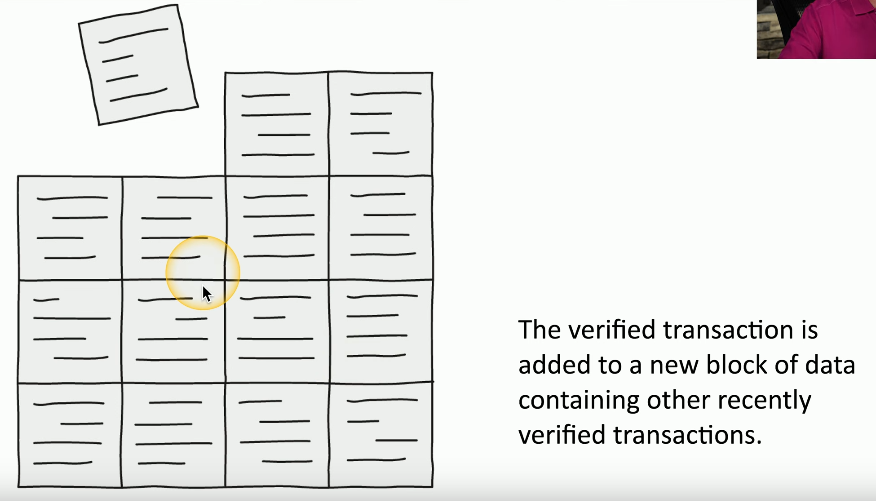 The verified transaction is
added to a new block of data
containing other recently
verified transactions.